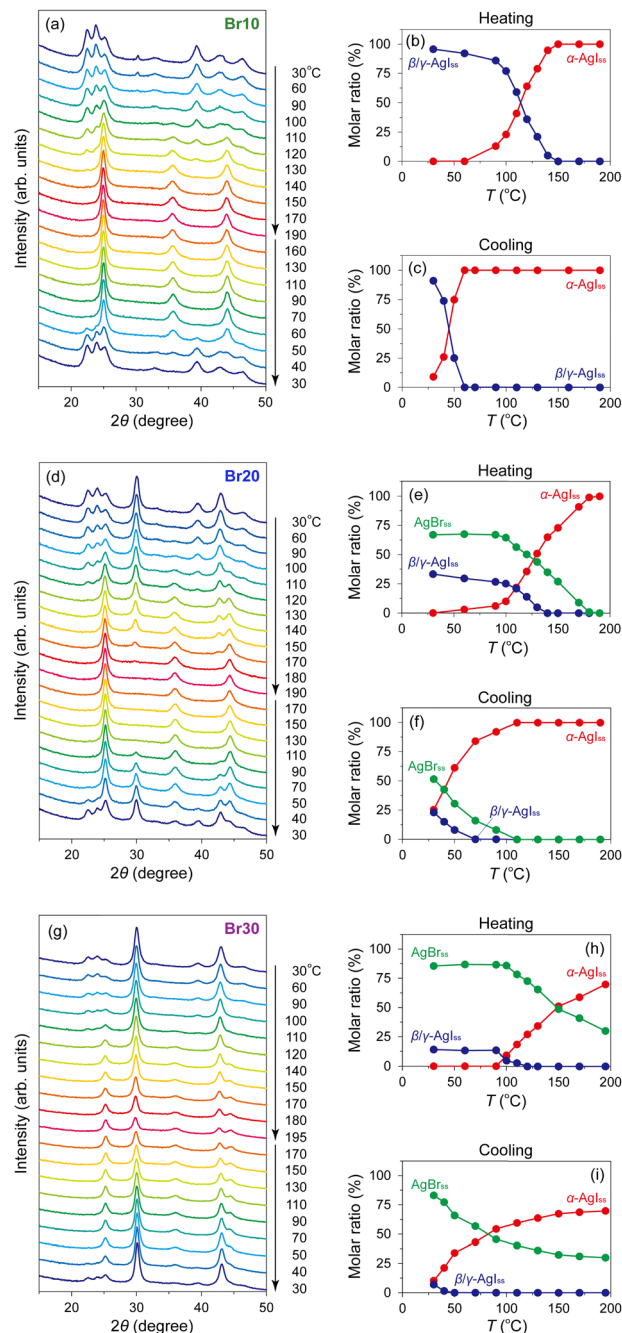 (a) Br10
Intensity (arb. units)
30°C
60
90
100
110
120
130
140
150
170
190
160
130
110
90
70
60
50
40
30
20 30 40 50
2θ (degree)
Heating
(b)
β/γ-AgIss
α-AgIss
Molar ratio (%)
100
75
50
25
0
0 50 100 150 200
T (°C)
Cooling
(c)
α-AgIss
β/γ-AgIss
Molar ratio (%)
100
75
50
25
0
0 50 100 150 200
T (°C)
(d) Br20
Intensity (arb. units)
30°C
60
90
100
110
120
130
140
150
170
180
190
170
150
130
110
90
70
50
40
30
20 30 40 50
2θ (degree)
Heating
(e)
α-AgIss
AgBrss
β/γ-AgIss
Molar ratio (%)
100
75
50
25
0
0 50 100 150 200
T (°C)
Cooling
(f)
α-AgIss
AgBrss
β/γ-AgIss
Molar ratio (%)
100
75
50
25
0
0 50 100 150 200
T (°C)
(g) Br30
Intensity (arb. units)
30°C
60
90
100
110
120
140
150
170
180
195
170
150
130
110
90
70
50
40
30
20 30 40 50
2θ (degree)
Heating
(h)
AgBrss
α-AgIss
β/γ-AgIss
Molar ratio (%)
100
75
50
25
0
0 50 100 150 200
T (°C)
Cooling
(i)
AgBrss
α-AgIss
β/γ-AgIss
Molar ratio (%)
100
75
50
25
0
0 50 100 150 200
T (°C)